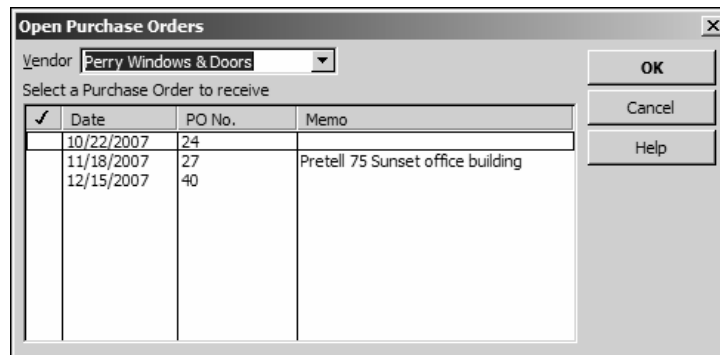 Open Purchase Orders
Vendor Perry Windows & Doors
OK
Select a Purchase Order to receive
Cancel
✓ Date PO No. Memo
Help
10/22/2007 24
11/18/2007 27 Pretell 75 Sunset office building
12/15/2007 40